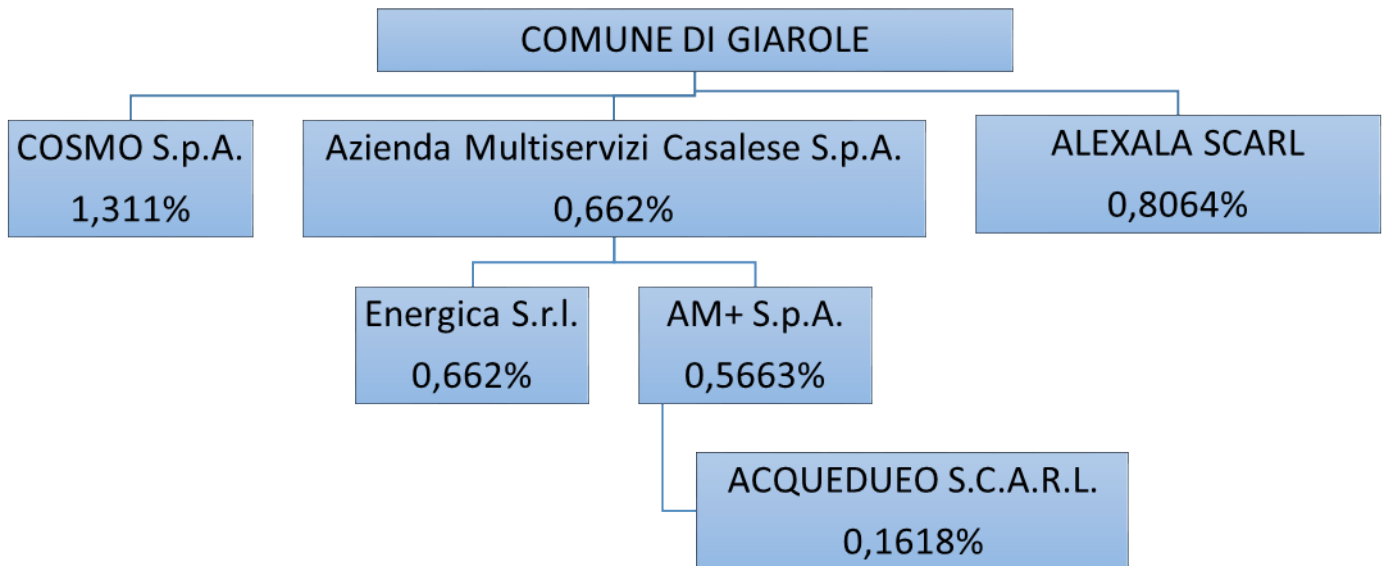 COMUNE DI GIAROLE
COSMO S.p.A.
1,311%
Azienda Multiservizi Casalese S.p.A.
0,662%
ALEXALA SCARL
0,8064%
Energica S.r.l.
0,662%
AM+ S.p.A.
0,5663%
ACQUEDUEO S.C.A.R.L.
0,1618%